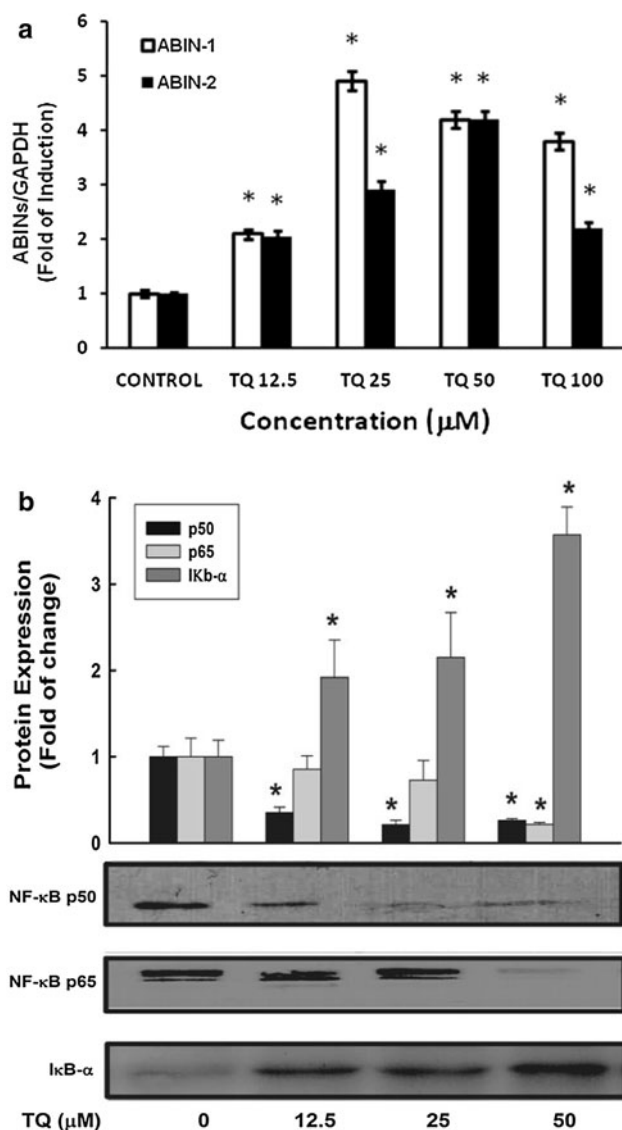 a
6
5
4
3
2
1
0
ABINs/GAPDH
(Fold of Induction)
ABIN-1
ABIN-2
* * * * * * * *
CONTROL TQ 12.5 TQ 25 TQ 50 TQ 100
Concentration (μM)
b
4
3
2
1
0
Protein Expression
(Fold of change)
p50
p65
IKb-α
* * * * * * *
NF-κB p50
NF-κB p65
IκB-α
TQ (μM) 0 12.5 25 50